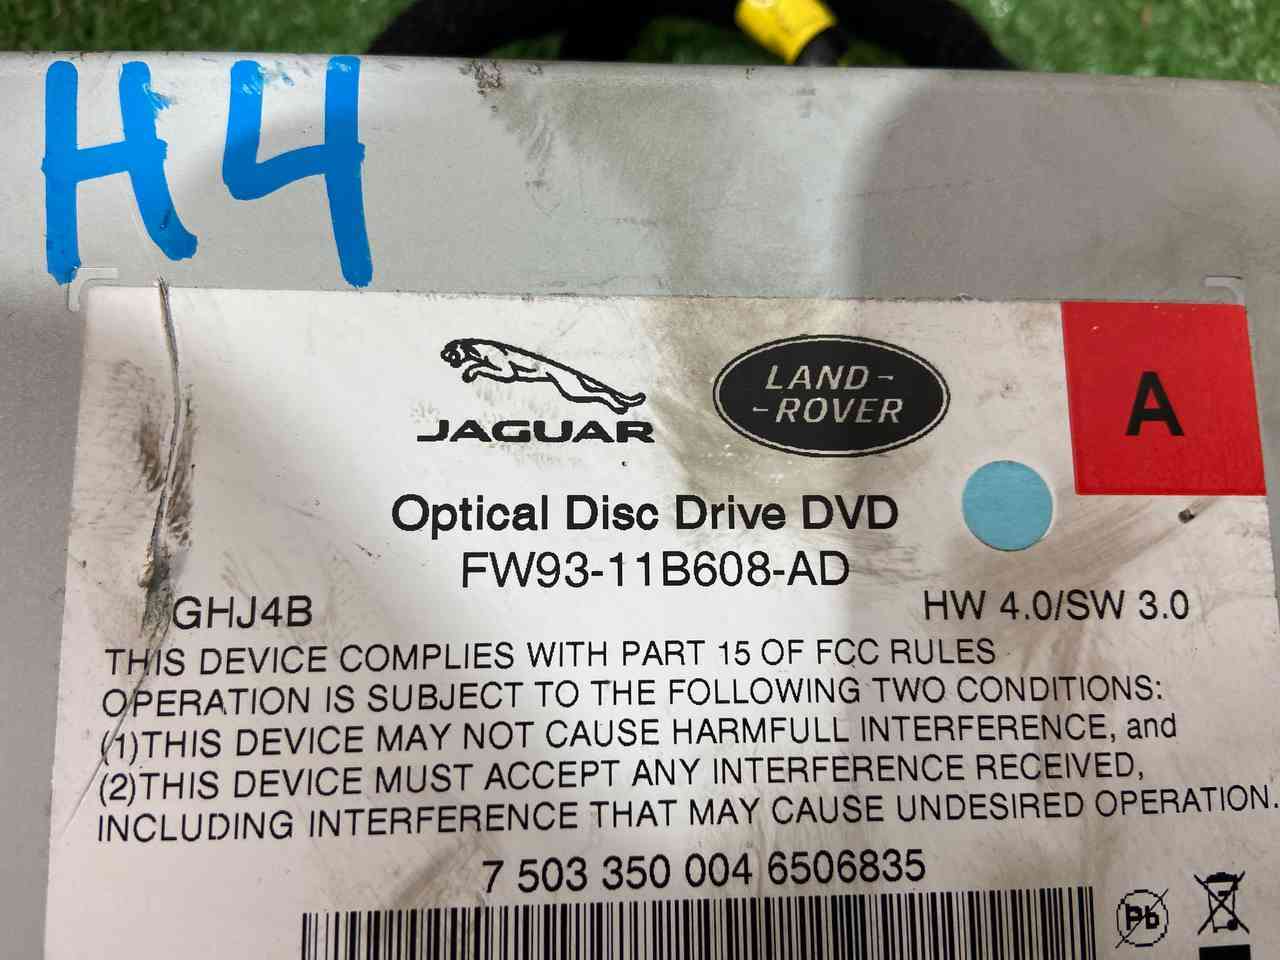 H4
JAGUAR
LAND-
-ROVER
A
Optical Disc Drive DVD
FW93-11B608-AD
GHJ4B
HW 4.0/SW 3.0
THIS DEVICE COMPLIES WITH PART 15 OF FCC RULES
OPERATION IS SUBJECT TO THE FOLLOWING TWO CONDITIONS:
(1)THIS DEVICE MAY NOT CAUSE HARMFULL INTERFERENCE, and
(2)THIS DEVICE MUST ACCEPT ANY INTERFERENCE RECEIVED,
INCLUDING INTERFERENCE THAT MAY CAUSE UNDESIRED OPERATION.
7 503 350 004 6506835
Pb